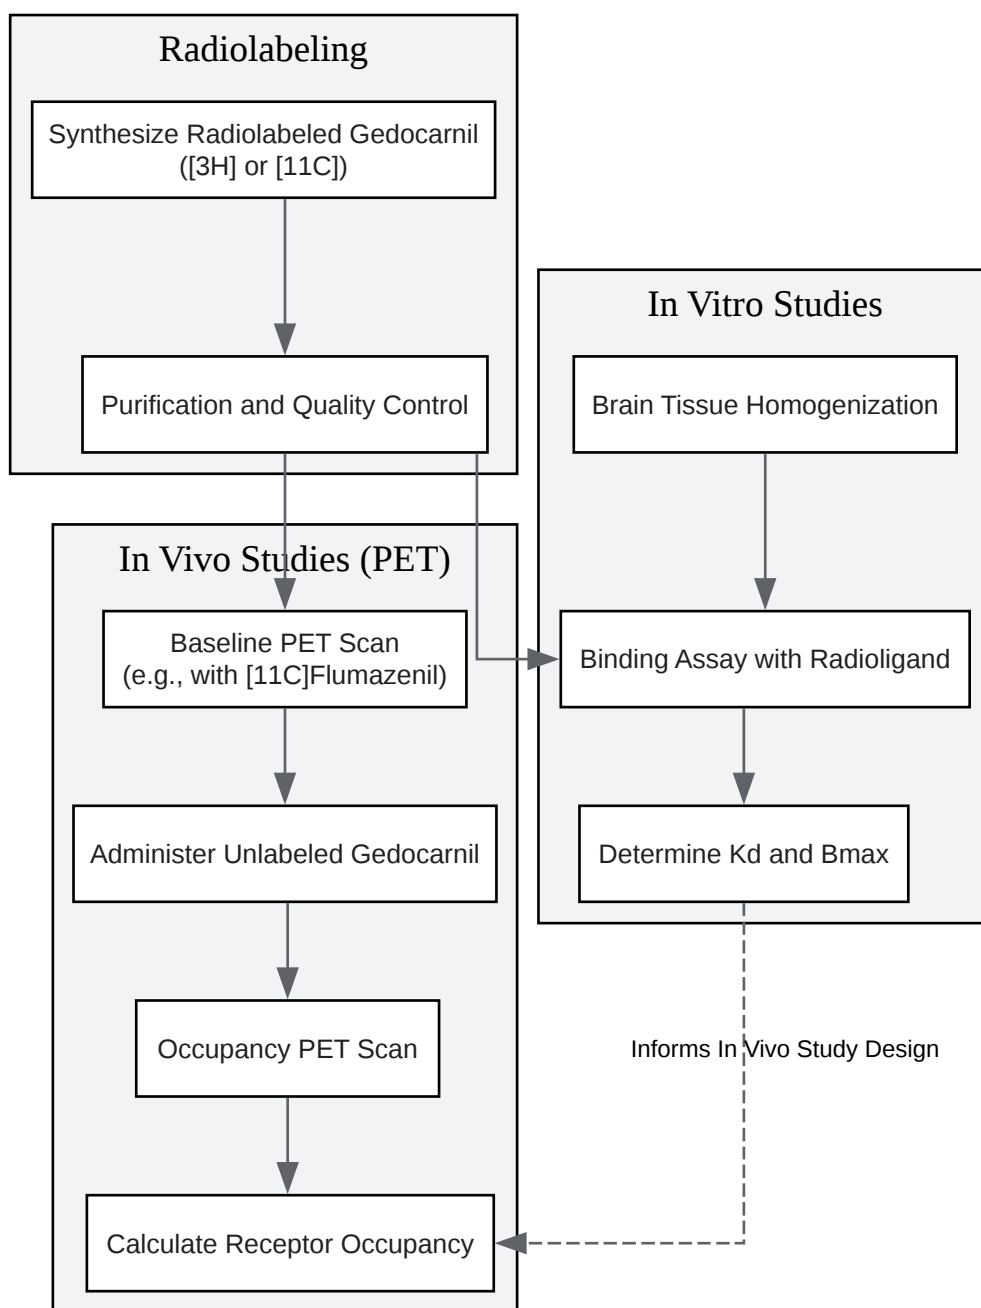 Radiolabeling
Synthesize Radiolabeled Gedocarnil
([3H] or [11C])
Purification and Quality Control
In Vitro Studies
Brain Tissue Homogenization
Binding Assay with Radioligand
Determine Kd and Bmax
Informs In Vivo Study Design
In Vivo Studies (PET)
Baseline PET Scan
(e.g., with [11C]Flumazenil)
Administer Unlabeled Gedocarnil
Occupancy PET Scan
Calculate Receptor Occupancy